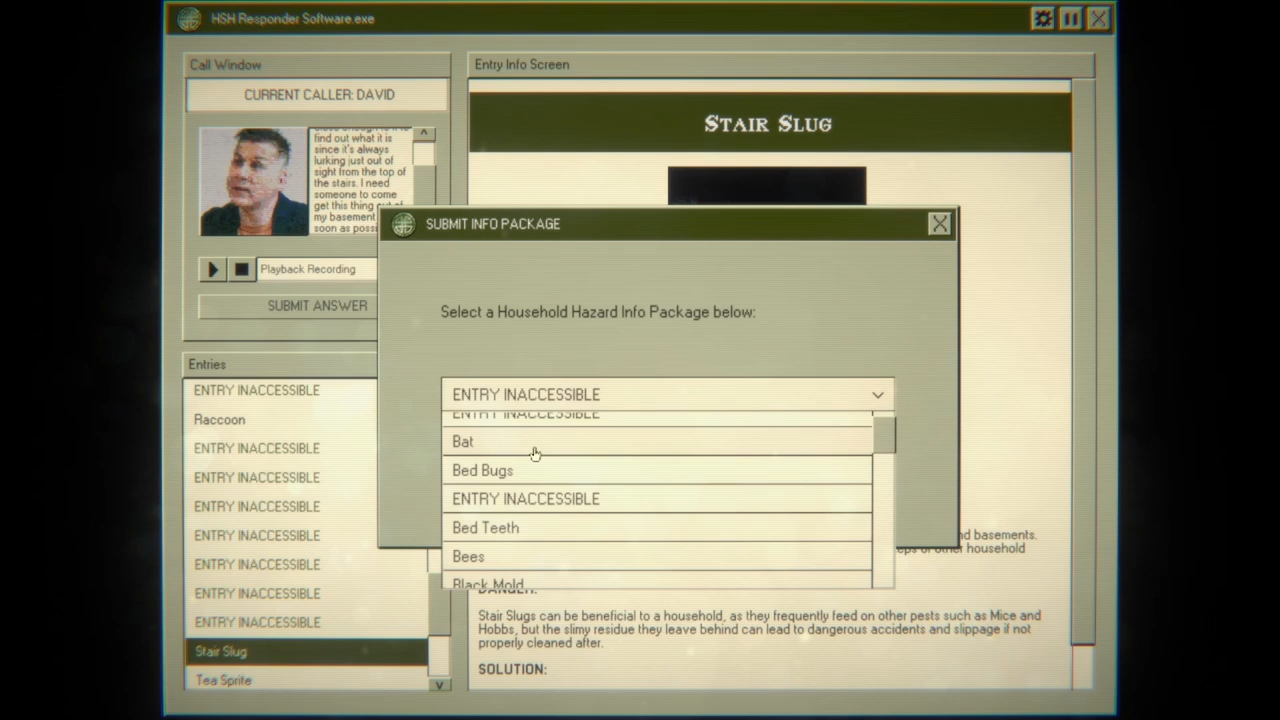 HSH Responder Software.exe
Call Window
CURRENT CALLER: DAVID
find out what it is
since it's always
lurking just out of
sight from the top of
the stairs. I need
someone to come
get this thing out of
my basement
soon as possi
Playback Recording
SUBMIT ANSWER
Entries
ENTRY INACCESSIBLE
Raccoon
ENTRY INACCESSIBLE
ENTRY INACCESSIBLE
ENTRY INACCESSIBLE
ENTRY INACCESSIBLE
ENTRY INACCESSIBLE
ENTRY INACCESSIBLE
ENTRY INACCESSIBLE
Stair Slug
Tea Sprite
Entry Info Screen
STAIR SLUG
SUBMIT INFO PACKAGE
Select a Household Hazard Info Package below:
ENTRY INACCESSIBLE
ENTRY INACCESSIBLE
Bat
Bed Bugs
ENTRY INACCESSIBLE
Bed Teeth
Bees
Black Mold
nd basements.
eps of other household
DANGER:
Stair Slugs can be beneficial to a household, as they frequently feed on other pests such as Mice and
Hobbs, but the slimy residue they leave behind can lead to dangerous accidents and slippage if not
properly cleaned after.
SOLUTION: